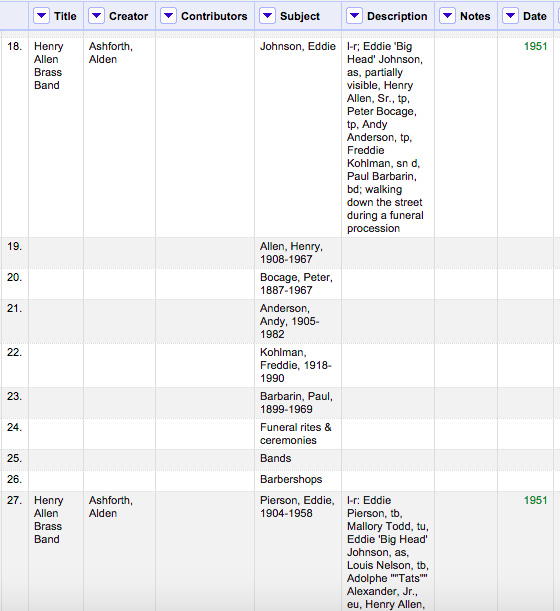 Title Creator Contributors Subject Description Notes Date
18. Henry Ashforth, Johnson, Eddie l-r; Eddie 'Big 1951
Allen Alden Head' Johnson,
Brass as, partially
Band visible, Henry
Allen, Sr., tp,
Peter Bocage,
tp, Andy
Anderson, tp,
Freddie
Kohlman, sn d,
Paul Barbarin,
bd; walking
down the street
during a funeral
procession
19. Allen, Henry,
1908-1967
20. Bocage, Peter,
1887-1967
21. Anderson,
Andy, 1905-
1982
22. Kohlman,
Freddie, 1918-
1990
23. Barbarin, Paul,
1899-1969
24. Funeral rites &
ceremonies
25. Bands
26. Barbershops
27. Henry Ashforth, Pierson, Eddie, l-r: Eddie 1951
Allen Alden 1904-1958 Pierson, tb,
Brass Mallory Todd, tu,
Band Eddie 'Big Head'
Johnson, as,
Louis Nelson, tb,
Adolphe ""Tats""
Alexander, Jr.,
eu, Henry Allen,